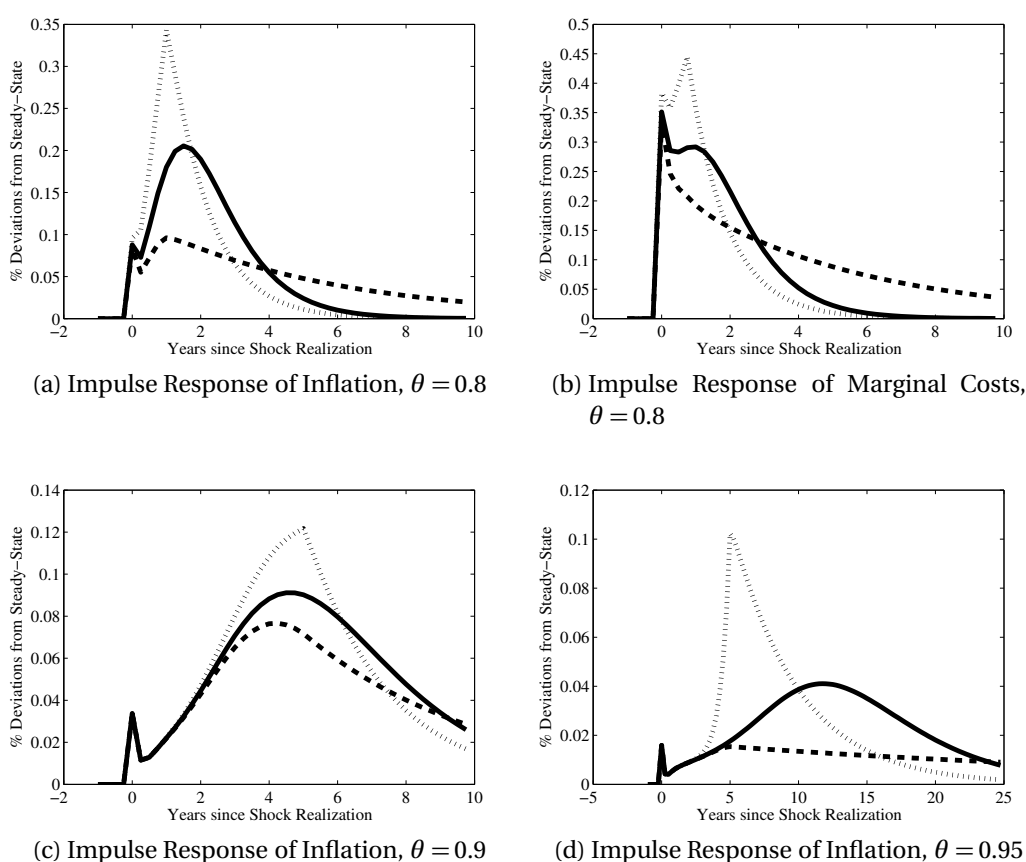 0.35
0.3
0.25
0.2
0.15
0.1
0.05
0
% Deviations from Steady−State
−2 0 2 4 6 8 10
Years since Shock Realization
(a) Impulse Response of Inflation, θ = 0.8
0.5
0.45
0.4
0.35
0.3
0.25
0.2
0.15
0.1
0.05
0
% Deviations from Steady−State
−2 0 2 4 6 8 10
Years since Shock Realization
(b) Impulse Response of Marginal Costs,
θ = 0.8
0.14
0.12
0.1
0.08
0.06
0.04
0.02
0
% Deviations from Steady−State
−2 0 2 4 6 8 10
Years since Shock Realization
(c) Impulse Response of Inflation, θ = 0.9
0.12
0.1
0.08
0.06
0.04
0.02
0
% Deviations from Steady−State
−5 0 5 10 15 20 25
Years since Shock Realization
(d) Impulse Response of Inflation, θ = 0.95